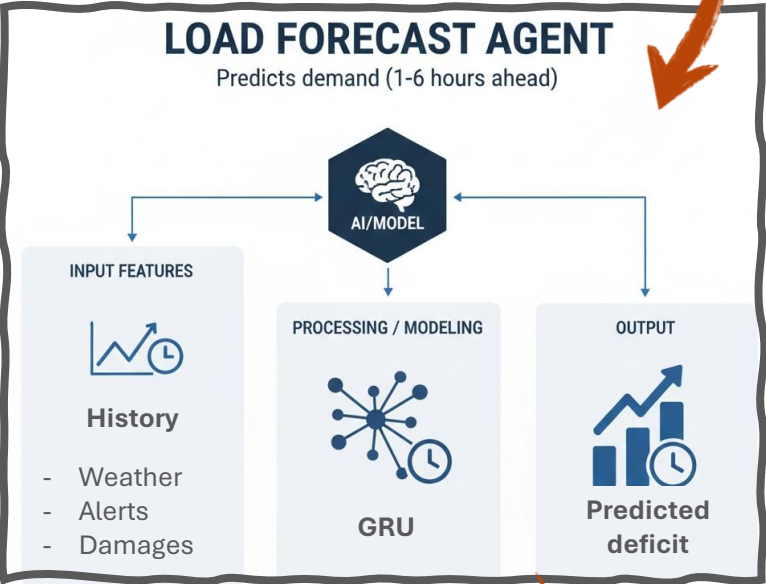 LOAD FORECAST AGENT
Predicts demand (1-6 hours ahead)
AI/MODEL
INPUT FEATURES
History
- Weather
- Alerts
- Damages
PROCESSING / MODELING
GRU
OUTPUT
Predicted
deficit